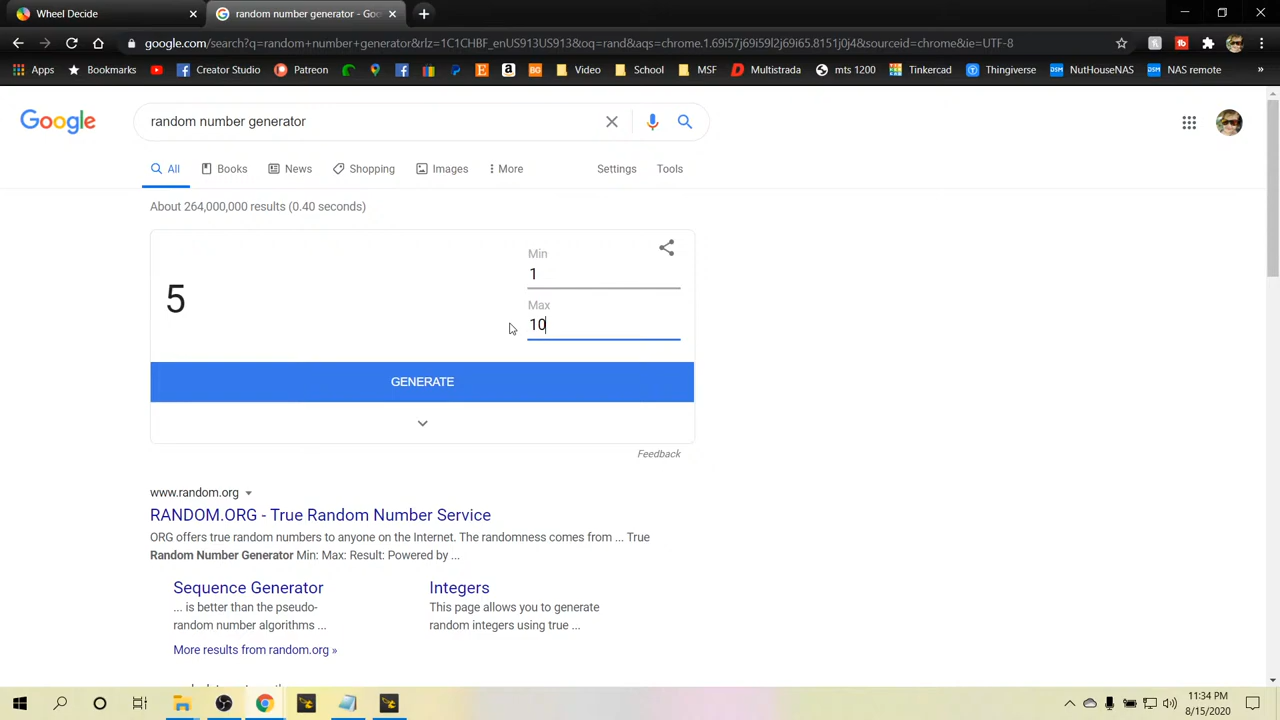 Wheel Decide
random number generator - Goo
google.com/search?q=random+number+generator&rlz=1C1CHBF_enUS913US913&oq=rand&aqs=chrome.1.69i57j69i59l2j69i65.8151j0j4&sourceid=chrome&ie=UTF-8
Apps Bookmarks Creator Studio Patreon Video School MSF Multistrada mts 1200 Tinkercad Thingiverse NutHouseNAS NAS remote »
Google
random number generator
All Books News Shopping Images More Settings Tools
About 264,000,000 results (0.40 seconds)
Min
1
5
Max
10
GENERATE
Feedback
www.random.org
RANDOM.ORG - True Random Number Service
ORG offers true random numbers to anyone on the Internet. The randomness comes from ... True
Random Number Generator Min: Max: Result: Powered by ...
Sequence Generator
... is better than the pseudo-
random number algorithms ...
Integers
This page allows you to generate
random integers using true ...
More results from random.org »
11:34 PM
8/15/2020